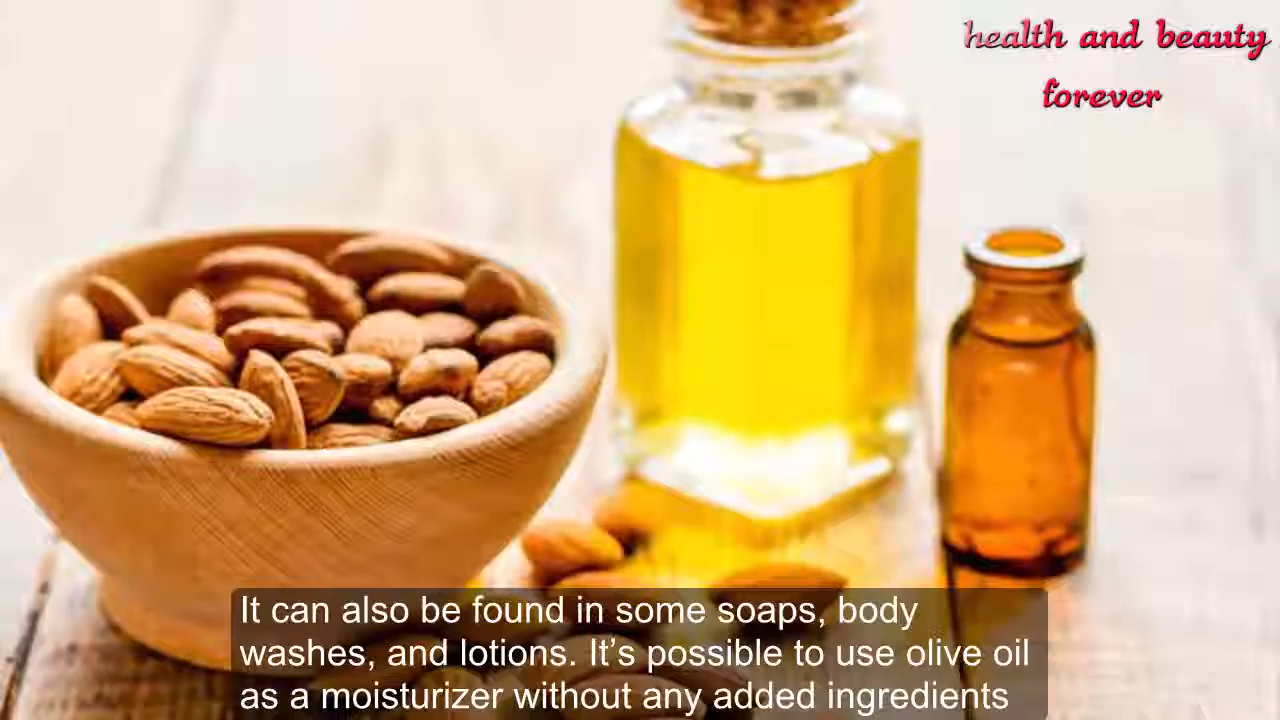 health and beauty
forever
It can also be found in some soaps, body
washes, and lotions. It’s possible to use olive oil
as a moisturizer without any added ingredients